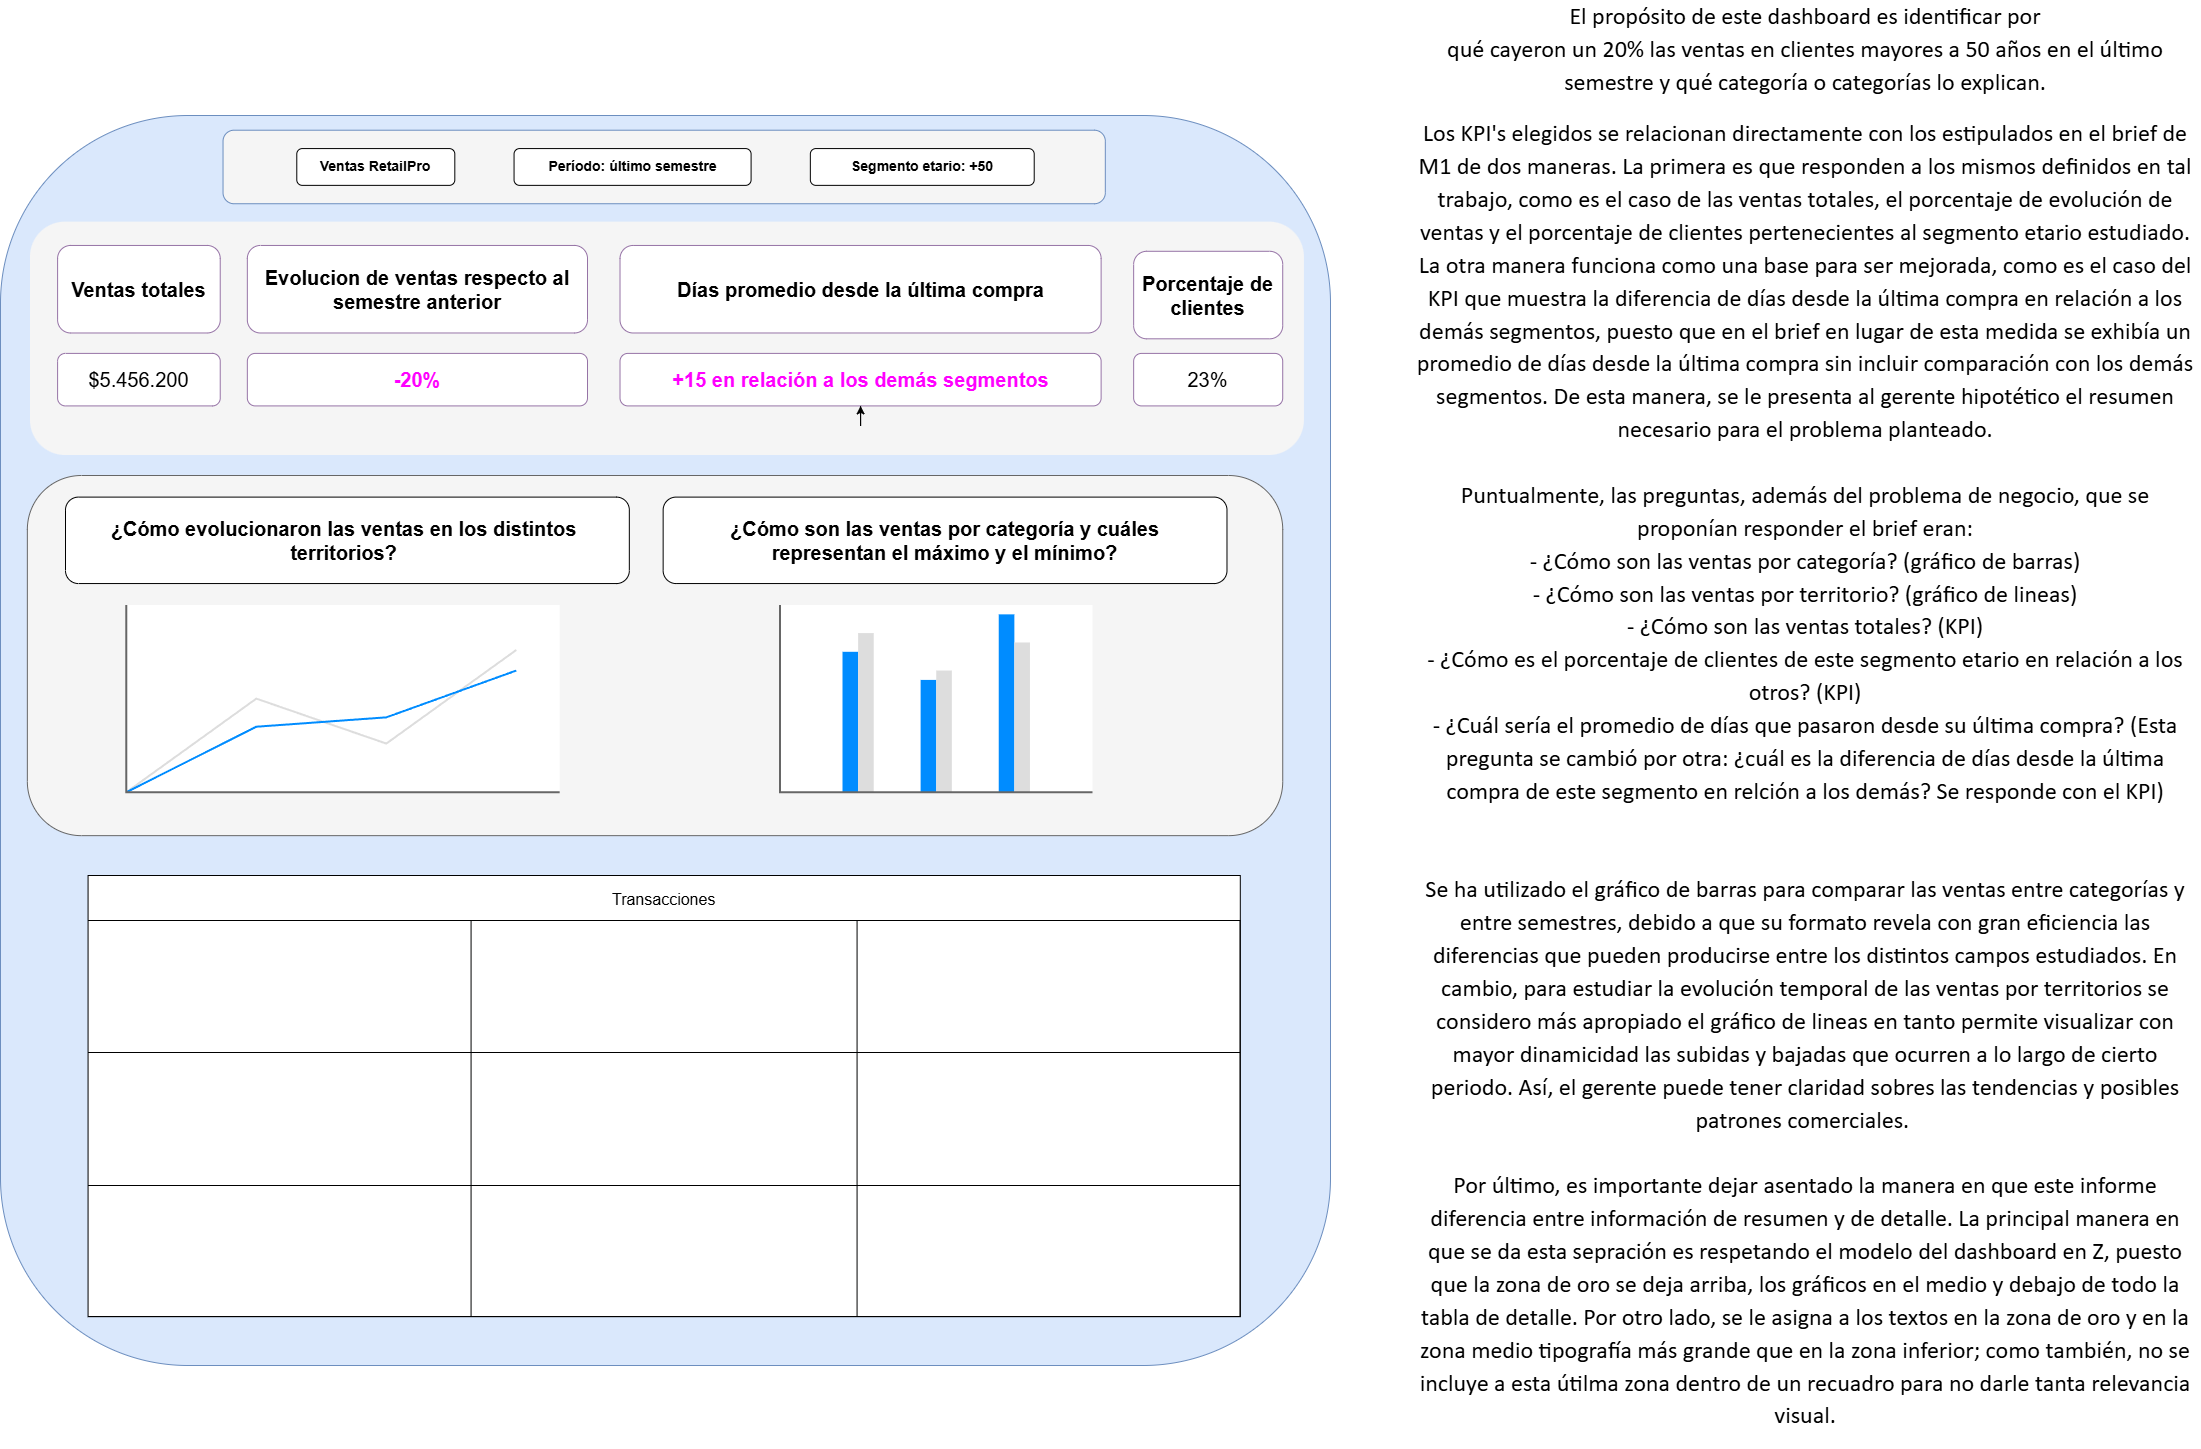 Ventas RetailPro
Período: último semestre
Segmento etario: +50
Ventas totales
Evolucion de ventas respecto al
semestre anterior
Días promedio desde la última compra
Porcentaje de
clientes
$5.456.200
-20%
+15 en relación a los demás segmentos
23%
¿Cómo evolucionaron las ventas en los distintos
territorios?
¿Cómo son las ventas por categoría y cuáles
representan el máximo y el mínimo?
Transacciones
El propósito de este dashboard es identificar por
qué cayeron un 20% las ventas en clientes mayores a 50 años en el último
semestre y qué categoría o categorías lo explican.
Los KPI's elegidos se relacionan directamente con los estipulados en el brief de
M1 de dos maneras. La primera es que responden a los mismos definidos en tal
trabajo, como es el caso de las ventas totales, el porcentaje de evolución de
ventas y el porcentaje de clientes pertenecientes al segmento etario estudiado.
La otra manera funciona como una base para ser mejorada, como es el caso del
KPI que muestra la diferencia de días desde la última compra en relación a los
demás segmentos, puesto que en el brief en lugar de esta medida se exhibía un
promedio de días desde la última compra sin incluir comparación con los demás
segmentos. De esta manera, se le presenta al gerente hipotético el resumen
necesario para el problema planteado.
Puntualmente, las preguntas, además del problema de negocio, que se
proponían responder el brief eran:
- ¿Cómo son las ventas por categoría? (gráfico de barras)
- ¿Cómo son las ventas por territorio? (gráfico de lineas)
- ¿Cómo son las ventas totales? (KPI)
- ¿Cómo es el porcentaje de clientes de este segmento etario en relación a los
otros? (KPI)
- ¿Cuál sería el promedio de días que pasaron desde su última compra? (Esta
pregunta se cambió por otra: ¿cuál es la diferencia de días desde la última
compra de este segmento en relción a los demás? Se responde con el KPI)
Se ha utilizado el gráfico de barras para comparar las ventas entre categorías y
entre semestres, debido a que su formato revela con gran eficiencia las
diferencias que pueden producirse entre los distintos campos estudiados. En
cambio, para estudiar la evolución temporal de las ventas por territorios se
considero más apropiado el gráfico de lineas en tanto permite visualizar con
mayor dinamicidad las subidas y bajadas que ocurren a lo largo de cierto
periodo. Así, el gerente puede tener claridad sobres las tendencias y posibles
patrones comerciales.
Por último, es importante dejar asentado la manera en que este informe
diferencia entre información de resumen y de detalle. La principal manera en
que se da esta sepración es respetando el modelo del dashboard en Z, puesto
que la zona de oro se deja arriba, los gráficos en el medio y debajo de todo la
tabla de detalle. Por otro lado, se le asigna a los textos en la zona de oro y en la
zona medio tipografía más grande que en la zona inferior; como también, no se
incluye a esta útilma zona dentro de un recuadro para no darle tanta relevancia
visual.